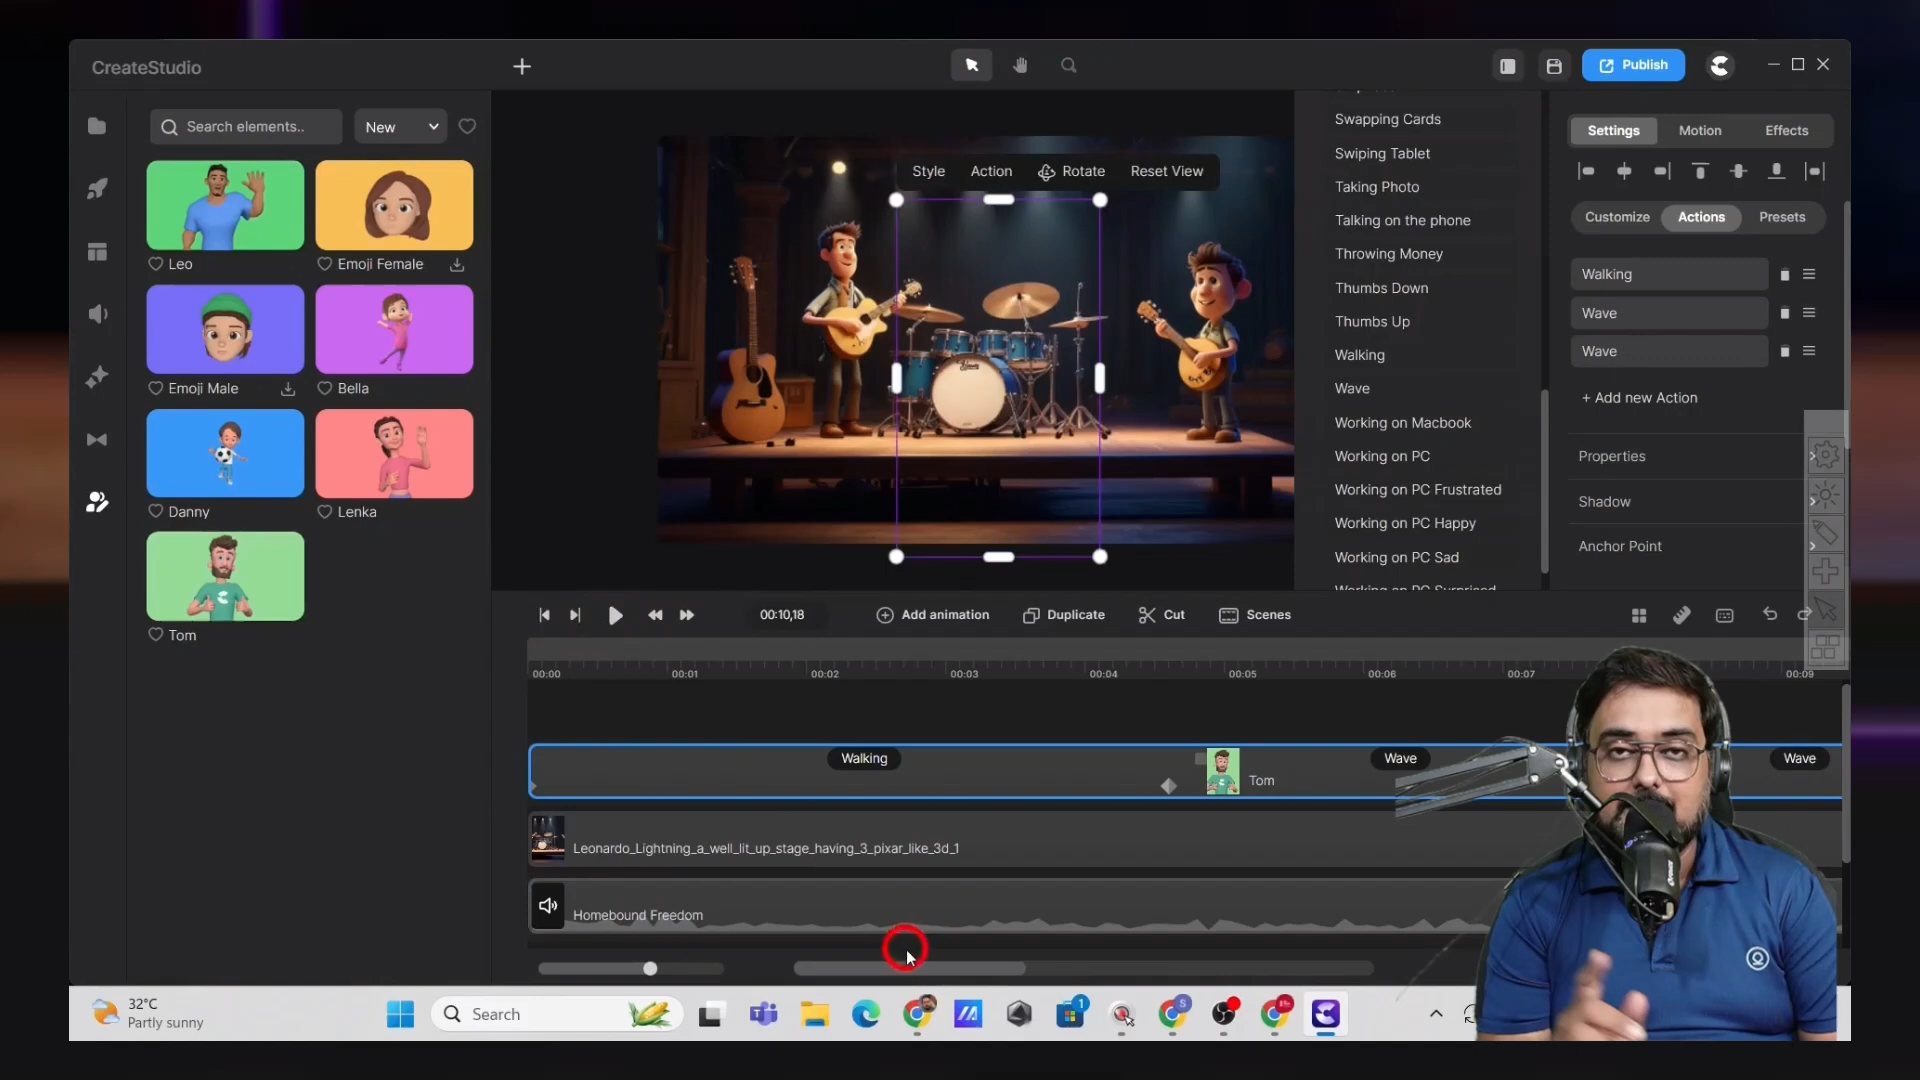 CreateStudio
Publish
Search elements..
New
Leo
Emoji Female
Emoji Male
Bella
Danny
Lenka
Tom
Style
Action
Rotate
Reset View
Swapping Cards
Swiping Tablet
Taking Photo
Talking on the phone
Throwing Money
Thumbs Down
Thumbs Up
Walking
Wave
Working on Macbook
Working on PC
Working on PC Frustrated
Working on PC Happy
Working on PC Sad
Working on PC Surprised
Settings
Motion
Effects
Customize
Actions
Presets
Walking
Wave
Wave
+ Add new Action
Properties
Shadow
Anchor Point
00:10,18
Add animation
Duplicate
Cut
Scenes
00:00
00:01
00:02
00:03
00:04
00:05
00:06
00:07
00:09
Walking
Tom
Wave
Wave
Leonardo_Lightning_a_well_lit_up_stage_having_3_pixar_like_3d_1
Homebound Freedom
32°C
Partly sunny
Search
1
S